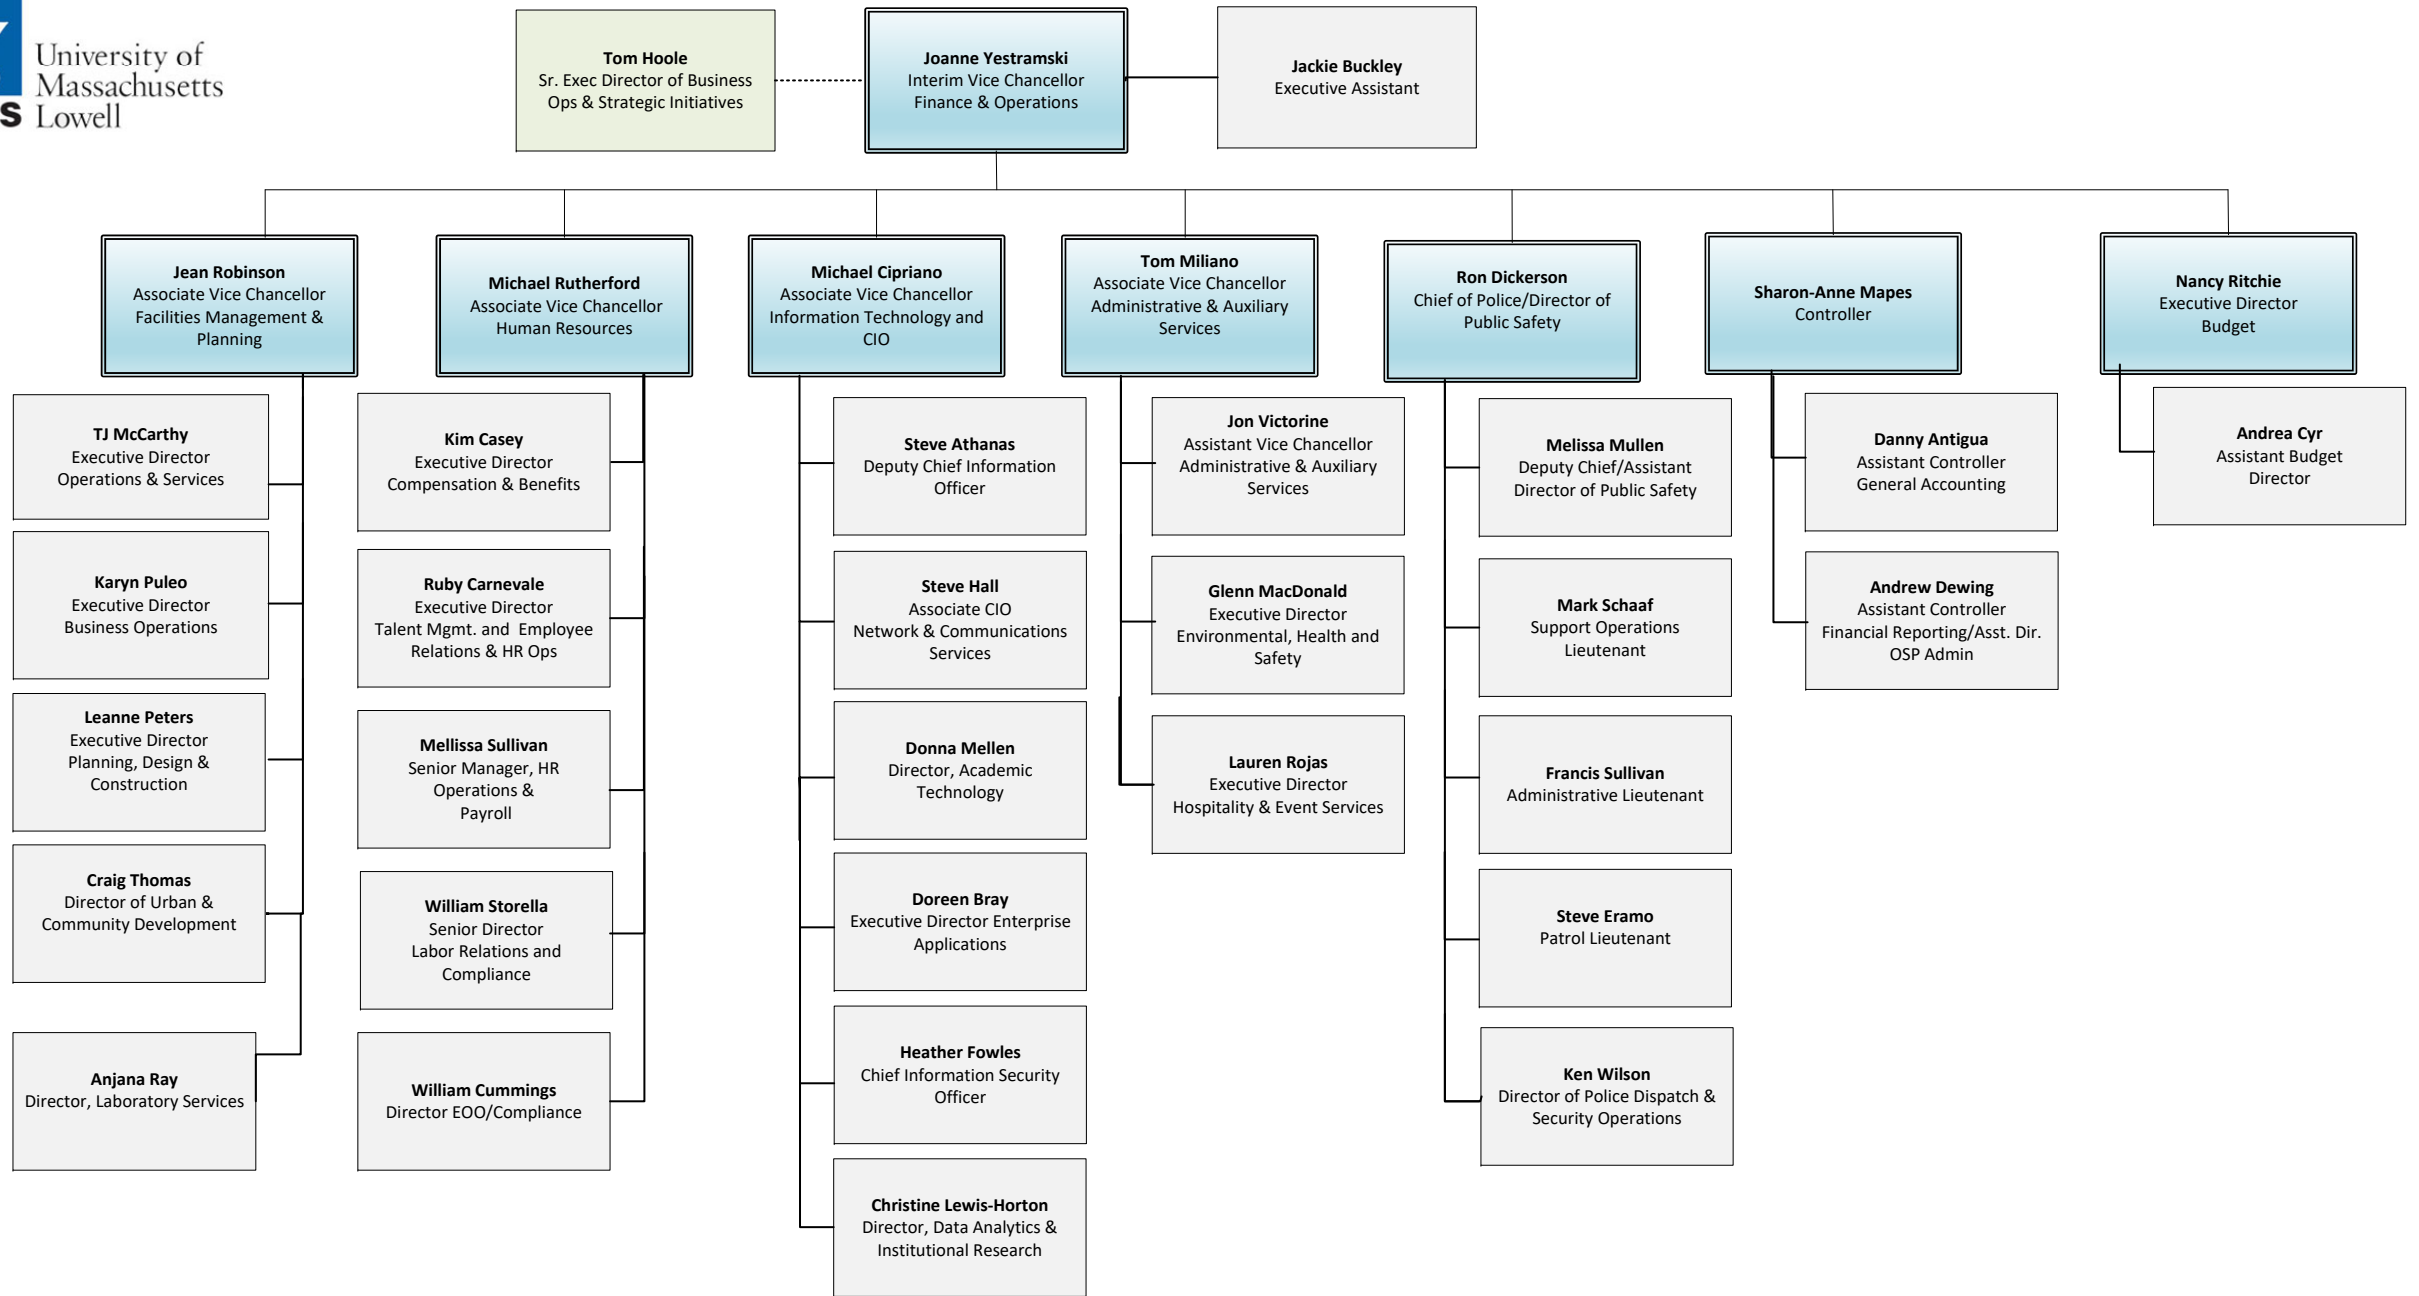 University of
Massachusetts
Lowell
Tom Hoole
Sr. Exec Director of Business
Ops & Strategic Initiatives
Joanne Yestramski
Interim Vice Chancellor
Finance & Operations
Jackie Buckley
Executive Assistant
Jean Robinson
Associate Vice Chancellor
Facilities Management &
Planning
Michael Rutherford
Associate Vice Chancellor
Human Resources
Michael Cipriano
Associate Vice Chancellor
Information Technology and
CIO
Tom Miliano
Associate Vice Chancellor
Administrative & Auxiliary
Services
Ron Dickerson
Chief of Police/Director of
Public Safety
Sharon-Anne Mapes
Controller
Nancy Ritchie
Executive Director
Budget
TJ McCarthy
Executive Director
Operations & Services
Karyn Puleo
Executive Director
Business Operations
Leanne Peters
Executive Director
Planning, Design &
Construction
Craig Thomas
Director of Urban &
Community Development
Anjana Ray
Director, Laboratory Services
Kim Casey
Executive Director
Compensation & Benefits
Ruby Carnevale
Executive Director
Talent Mgmt. and Employee
Relations & HR Ops
Mellissa Sullivan
Senior Manager, HR
Operations &
Payroll
William Storella
Senior Director
Labor Relations and
Compliance
William Cummings
Director EOO/Compliance
Steve Athanas
Deputy Chief Information
Officer
Steve Hall
Associate CIO
Network & Communications
Services
Donna Mellen
Director, Academic
Technology
Doreen Bray
Executive Director Enterprise
Applications
Heather Fowles
Chief Information Security
Officer
Christine Lewis-Horton
Director, Data Analytics &
Institutional Research
Jon Victorine
Assistant Vice Chancellor
Administrative & Auxiliary
Services
Glenn MacDonald
Executive Director
Environmental, Health and
Safety
Lauren Rojas
Executive Director
Hospitality & Event Services
Melissa Mullen
Deputy Chief/Assistant
Director of Public Safety
Mark Schaaf
Support Operations
Lieutenant
Francis Sullivan
Administrative Lieutenant
Steve Eramo
Patrol Lieutenant
Ken Wilson
Director of Police Dispatch &
Security Operations
Danny Antigua
Assistant Controller
General Accounting
Andrew Dewing
Assistant Controller
Financial Reporting/Asst. Dir.
OSP Admin
Andrea Cyr
Assistant Budget
Director